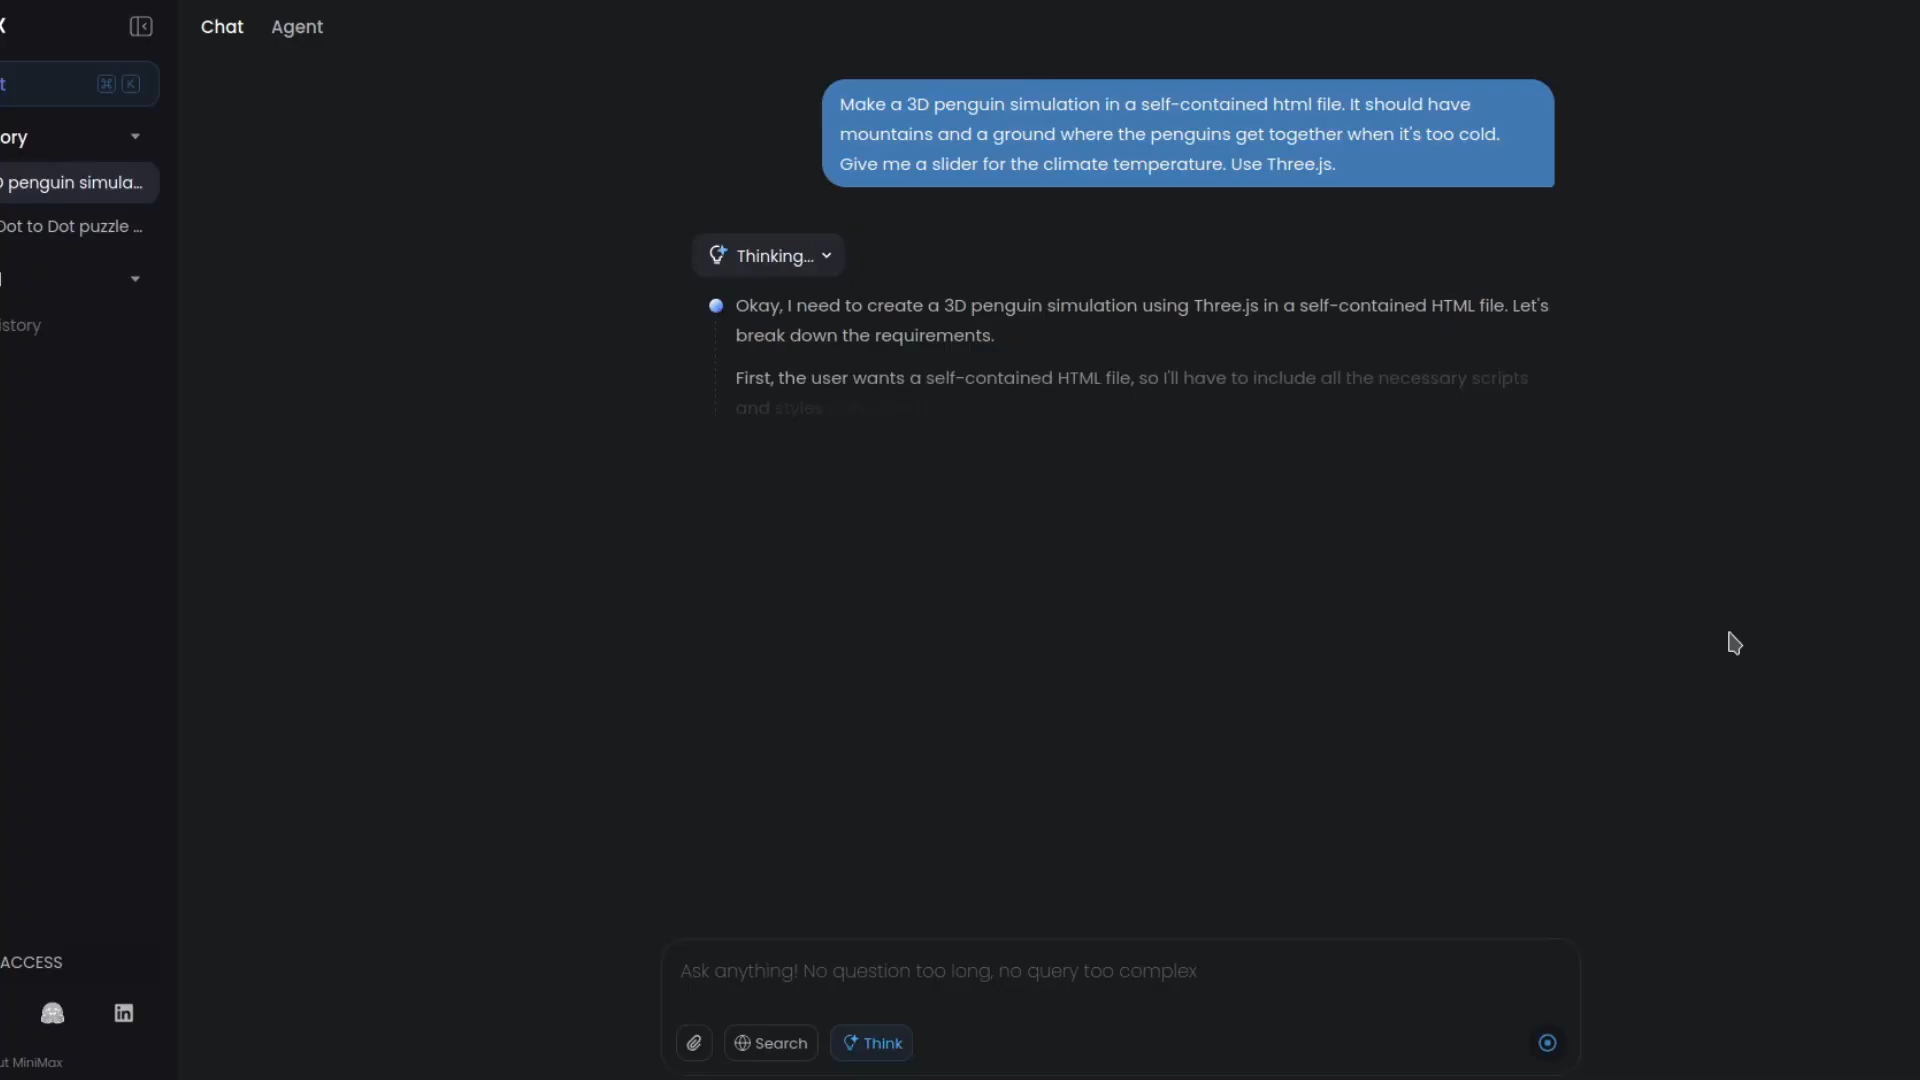 Chat Agent
⌘ K
ory
penguin simula...
Dot to Dot puzzle ...
istory
ACCESS
ut MiniMax
Make a 3D penguin simulation in a self-contained html file. It should have
mountains and a ground where the penguins get together when it's too cold.
Give me a slider for the climate temperature. Use Three.js.
Thinking...
Okay, I need to create a 3D penguin simulation using Three.js in a self-contained HTML file. Let's
break down the requirements.
First, the user wants a self-contained HTML file, so I'll have to include all the necessary scripts
and styles
Ask anything! No question too long, no query too complex
Search Think